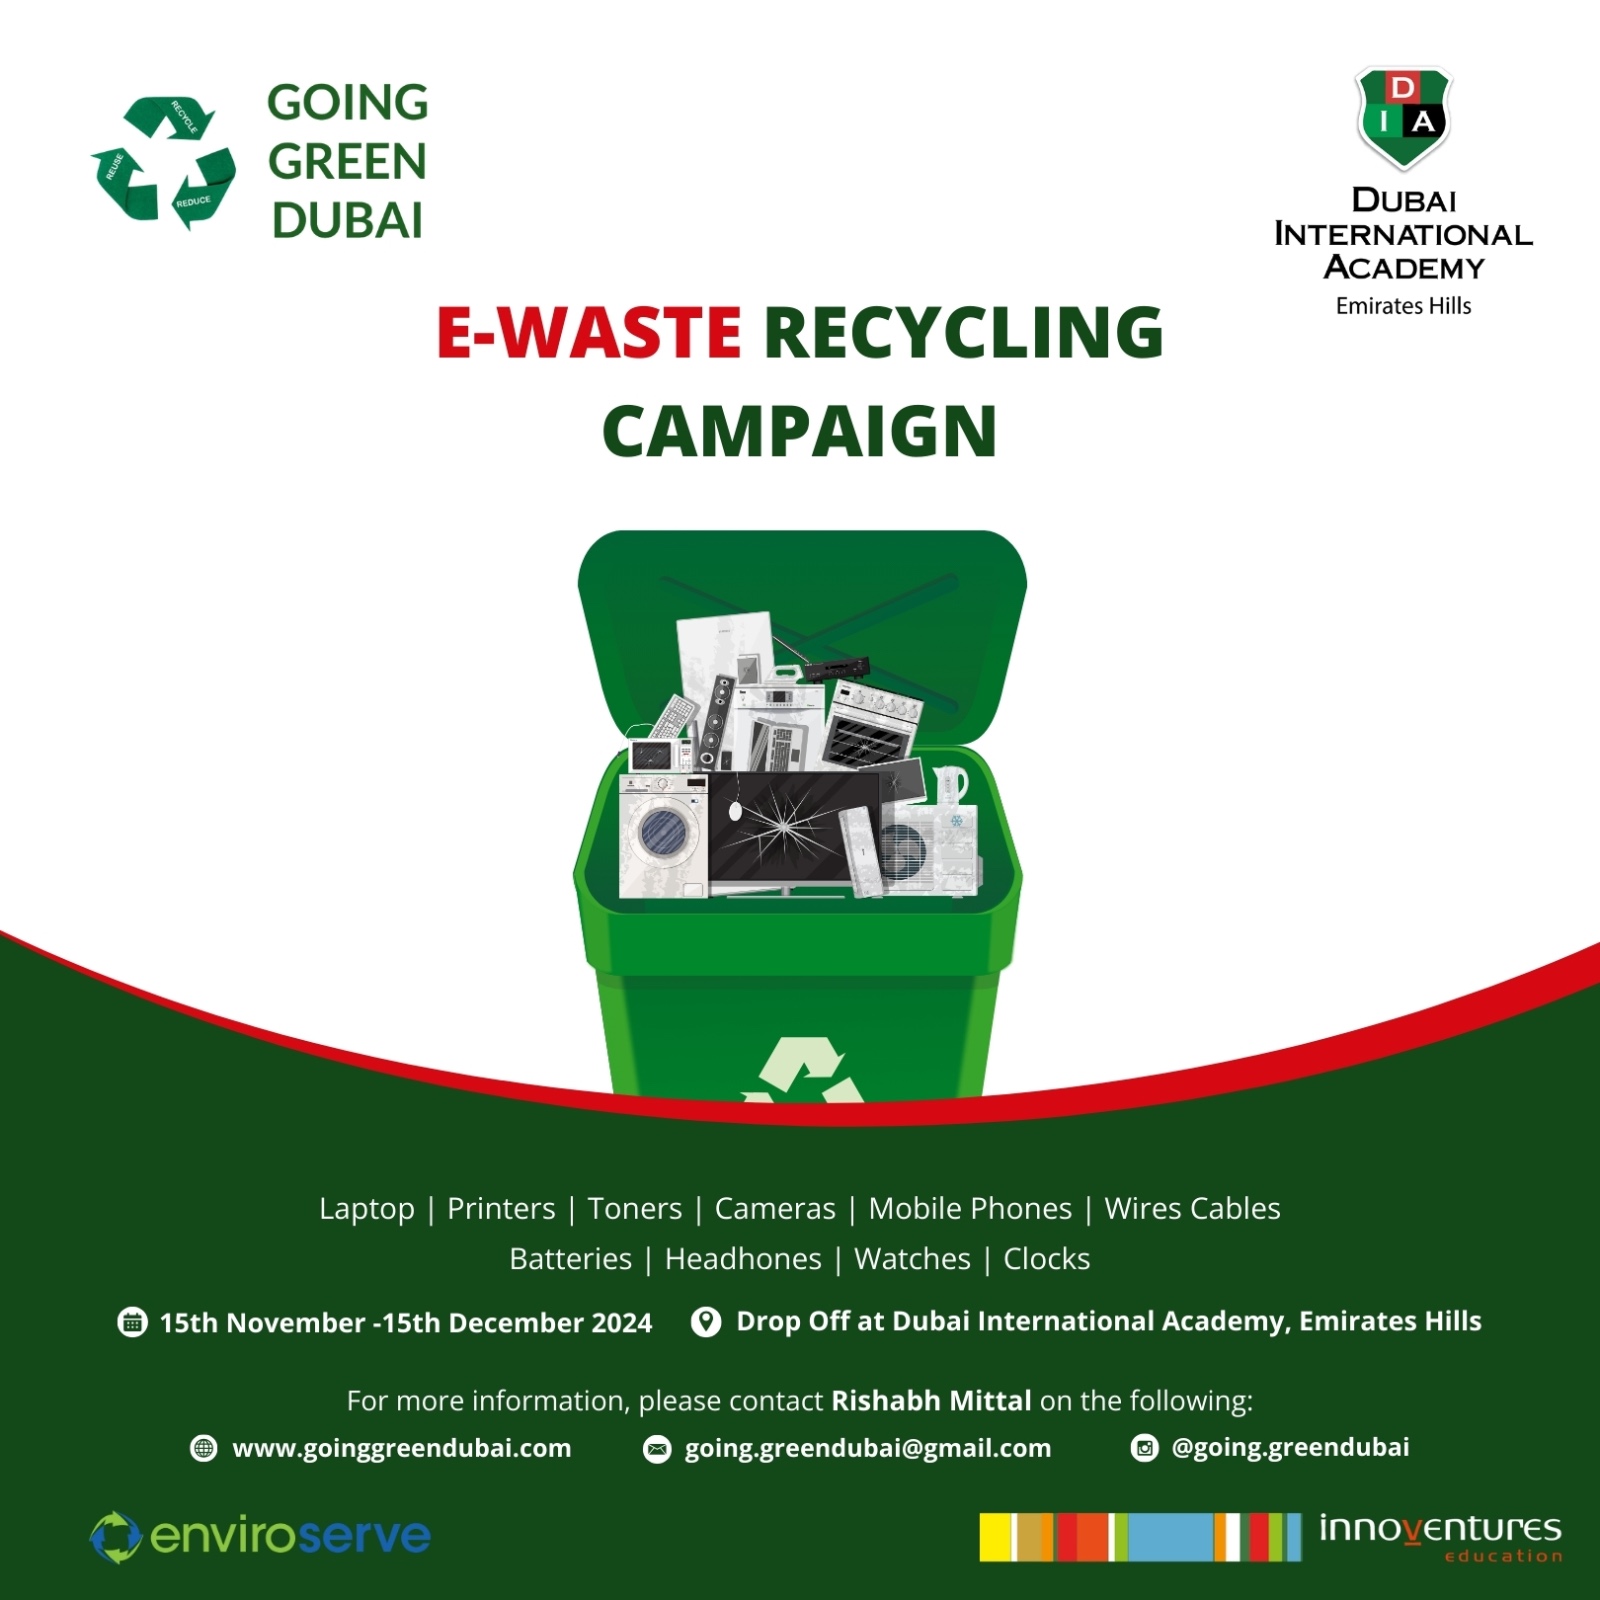 RECYCLE
REUSE
REDUCE
GOING
GREEN
DUBAI
D
I A
DUBAI
INTERNATIONAL
ACADEMY
Emirates Hills
E-WASTE RECYCLING
CAMPAIGN
Laptop | Printers | Toners | Cameras | Mobile Phones | Wires Cables
Batteries | Headhones | Watches | Clocks
15th November -15th December 2024
Drop Off at Dubai International Academy, Emirates Hills
For more information, please contact Rishabh Mittal on the following:
www.goinggreendubai.com
going.greendubai@gmail.com
@going.greendubai
enviroserve
innoventures
education